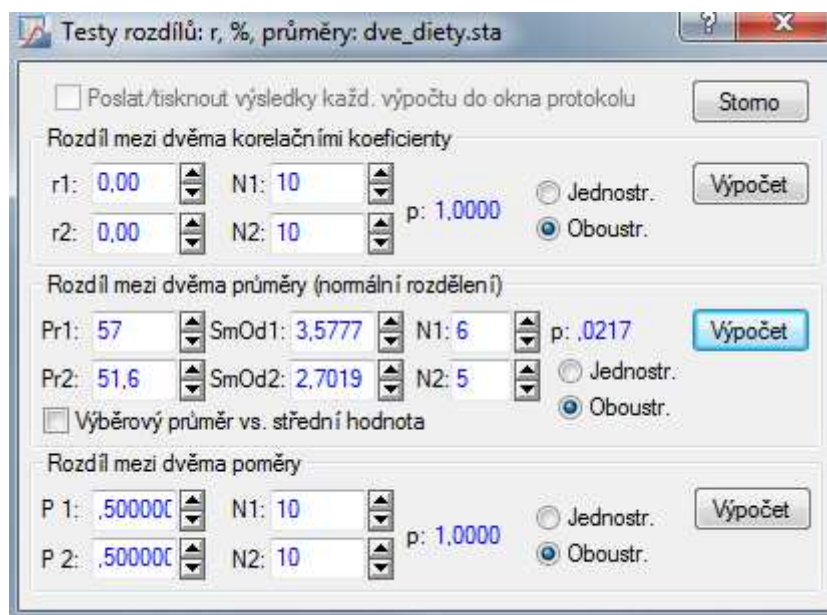 Testy rozdílů: r, %, průměry: dve_diety.sta
Poslat/tisknout výsledky každ. výpočtu do okna protokolu
Storno
Rozdíl mezi dvěma korelačními koeficienty
r1: 0,00 N1: 10 p: 1,0000 Jednostr. Výpočet
r2: 0,00 N2: 10 Oboustr.
Rozdíl mezi dvěma průměry (normální rozdělení)
Pr1: 57 SmOd1: 3,5777 N1: 6 p: ,0217 Výpočet
Pr2: 51,6 SmOd2: 2,7019 N2: 5 Jednostr.
Oboustr.
Výběrový průměr vs. střední hodnota
Rozdíl mezi dvěma poměry
P 1: ,500000 N1: 10 p: 1,0000 Jednostr. Výpočet
P 2: ,500000 N2: 10 Oboustr.